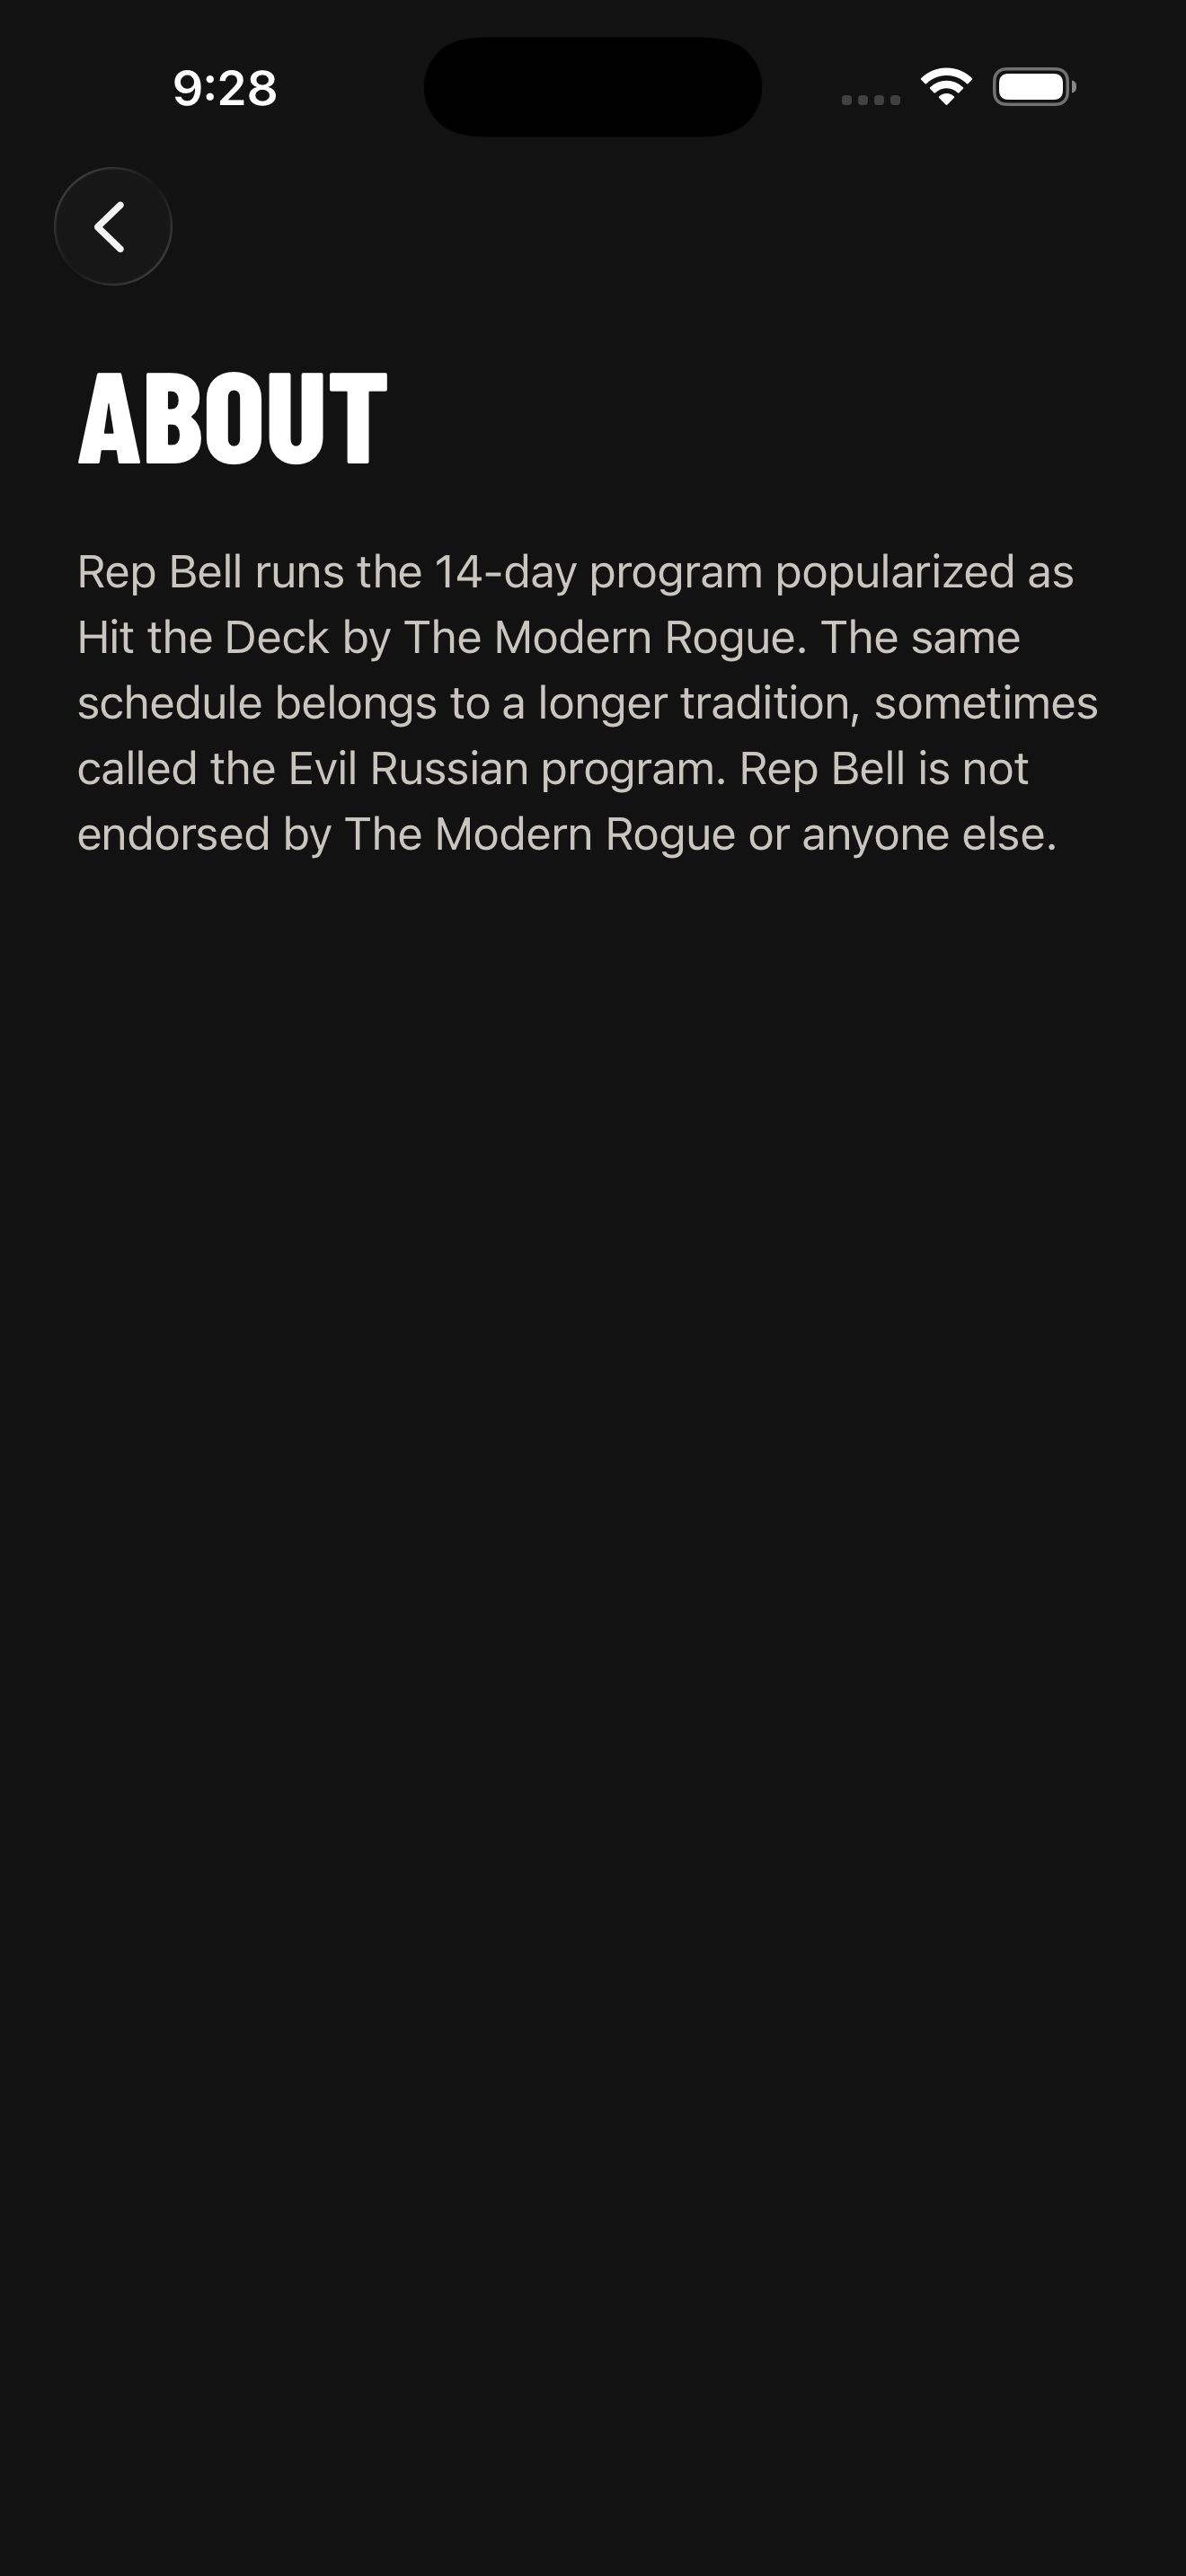 9:28
ABOUT
Rep Bell runs the 14-day program popularized as
Hit the Deck by The Modern Rogue. The same
schedule belongs to a longer tradition, sometimes
called the Evil Russian program. Rep Bell is not
endorsed by The Modern Rogue or anyone else.